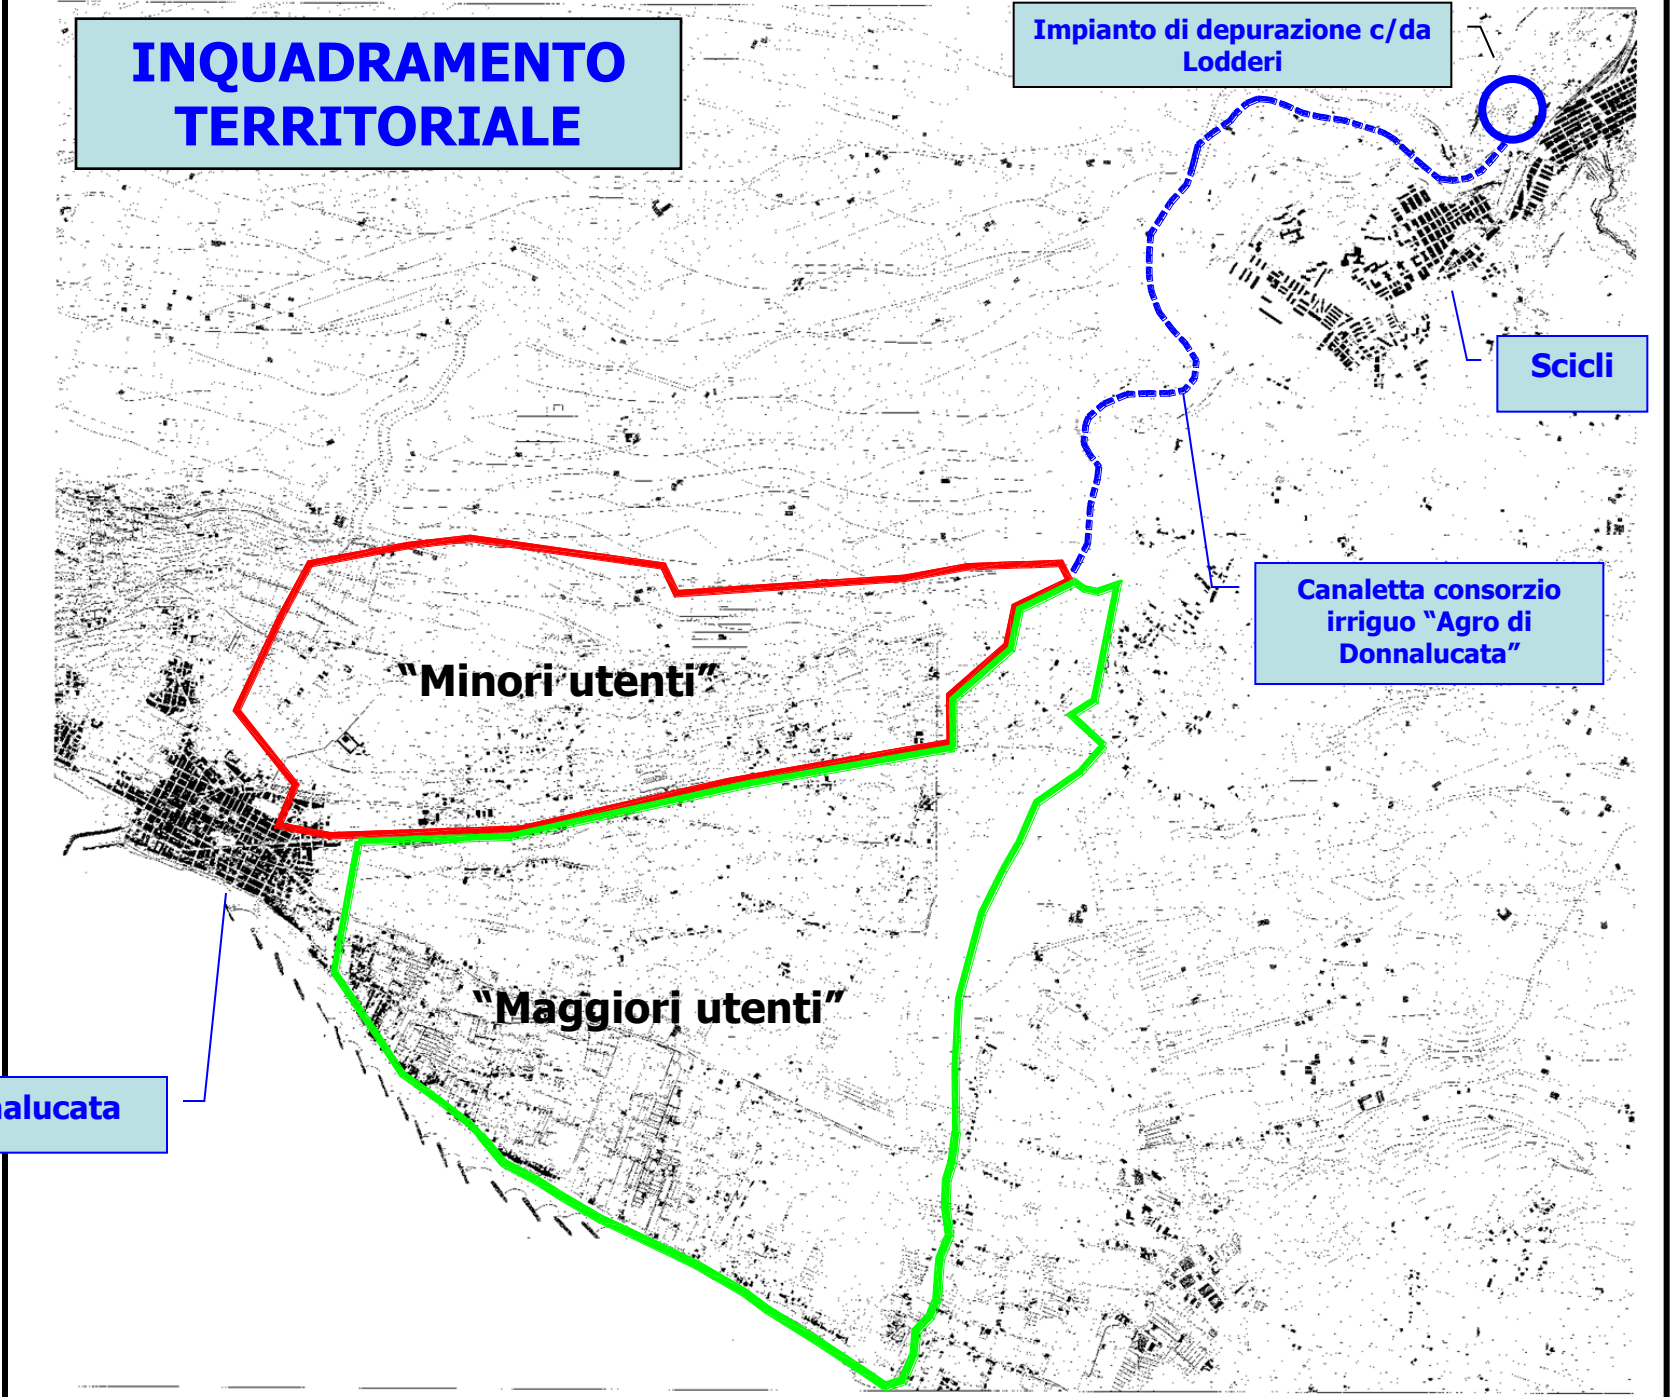 INQUADRAMENTO
TERRITORIALE
Impianto di depurazione c/da
Lodderi
Scicli
Canaletta consorzio
irriguo “Agro di
Donnalucata”
“Minori utenti”
“Maggiori utenti”
alucata